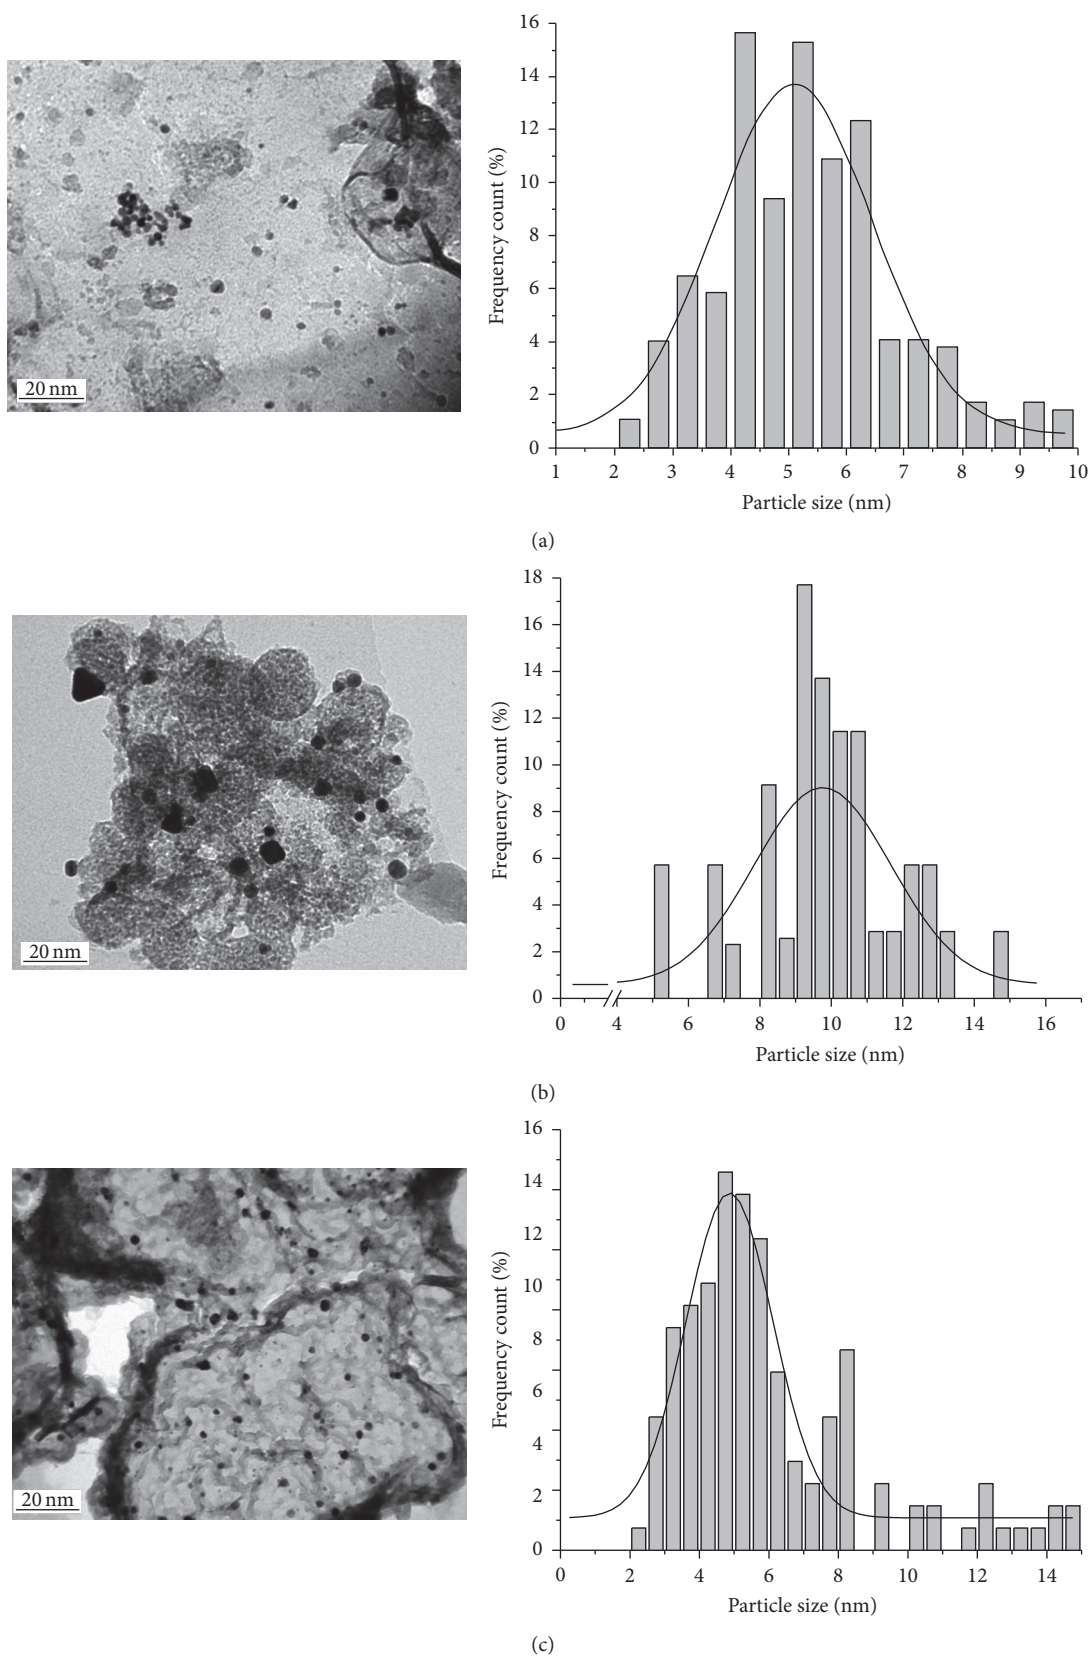 20 nm
Frequency count (%)
16
14
12
10
8
6
4
2
0
1 2 3 4 5 6 7 8 9 10
Particle size (nm)
(a)
20 nm
Frequency count (%)
18
16
14
12
10
8
6
4
2
0
0 4 6 8 10 12 14 16
Particle size (nm)
(b)
20 nm
Frequency count (%)
16
14
12
10
8
6
4
2
0
0 2 4 6 8 10 12 14
Particle size (nm)
(c)